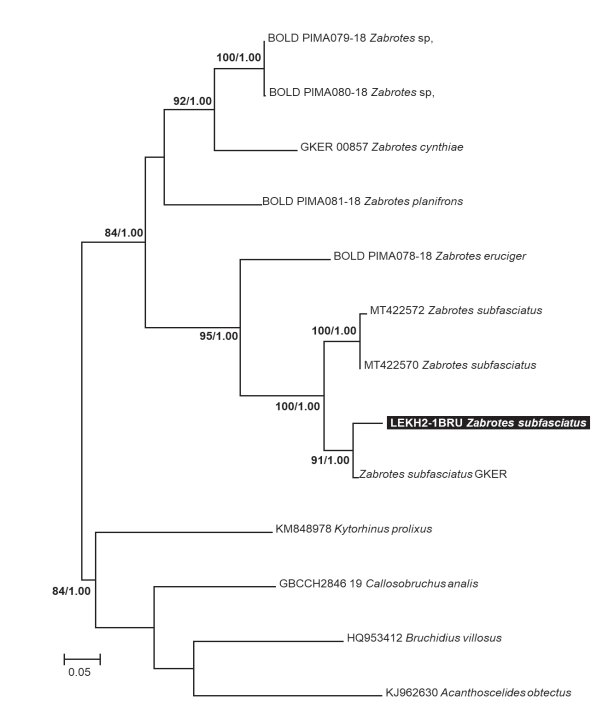 BOLD PIMA079-18 Zabrotes sp,
100/1.00
BOLD PIMA080-18 Zabrotes sp,
92/1.00
GKER 00857 Zabrotes cynthiae
BOLD PIMA081-18 Zabrotes planifrons
84/1.00
BOLD PIMA078-18 Zabrotes eruciger
MT422572 Zabrotes subfasciatus
100/1.00
95/1.00
MT422570 Zabrotes subfasciatus
100/1.00
LEKH2-1BRU Zabrotes subfasciatus
91/1.00
Zabrotes subfasciatus GKER
KM848978 Kytorhinus prolixus
84/1.00
GBCCH2846 19 Callosobruchus analis
HQ953412 Bruchidius villosus
0.05
KJ962630 Acanthoscelides obtectus